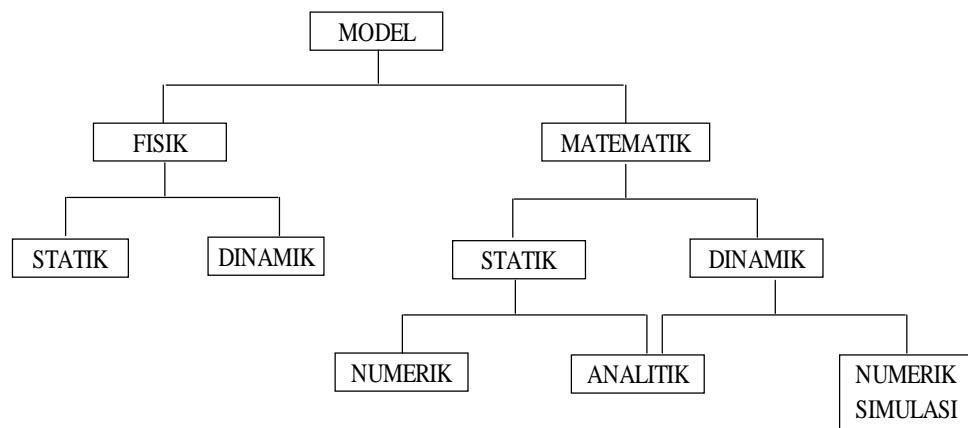 MODEL
FISIK
MATEMATIK
STATIK
DINAMIK
STATIK
DINAMIK
NUMERIK
ANALITIK
NUMERIK
SIMULASI